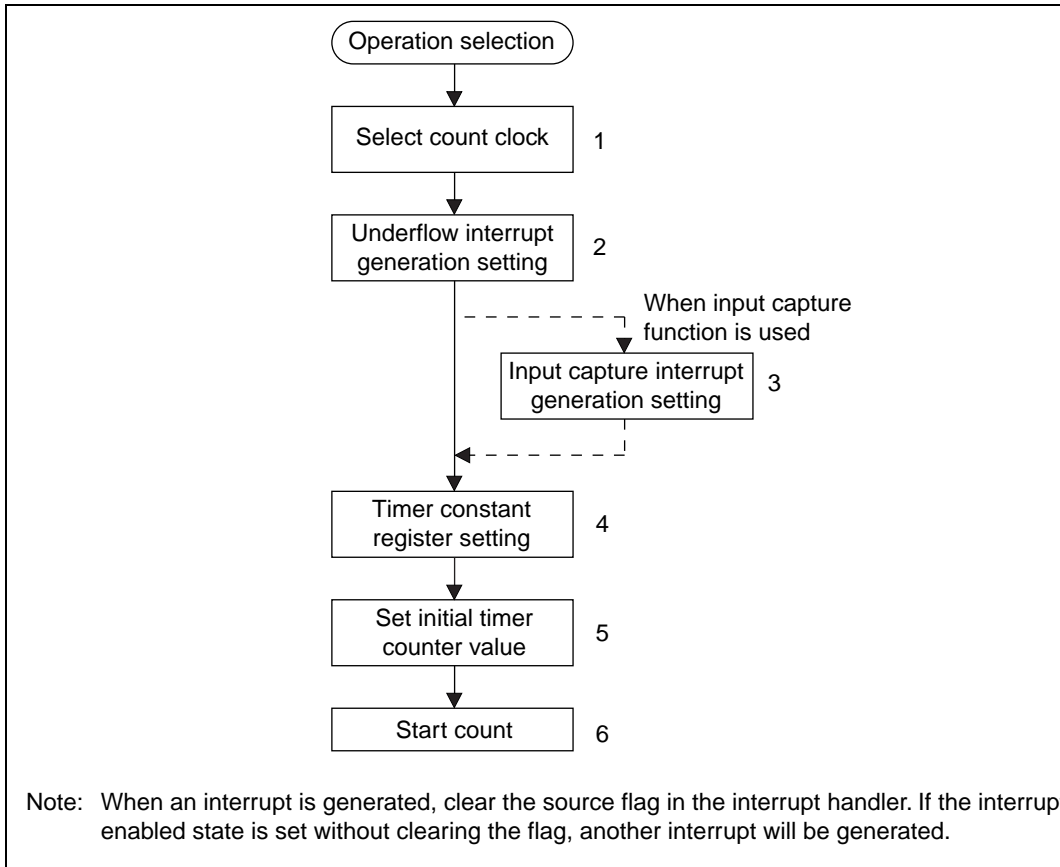 Operation selection
Select count clock
1
Underflow interrupt
generation setting
2
When input capture
function is used
Input capture interrupt
generation setting
3
Timer constant
register setting
4
Set initial timer
counter value
5
Start count
6
Note: When an interrupt is generated, clear the source flag in the interrupt handler. If the interrup
enabled state is set without clearing the flag, another interrupt will be generated.